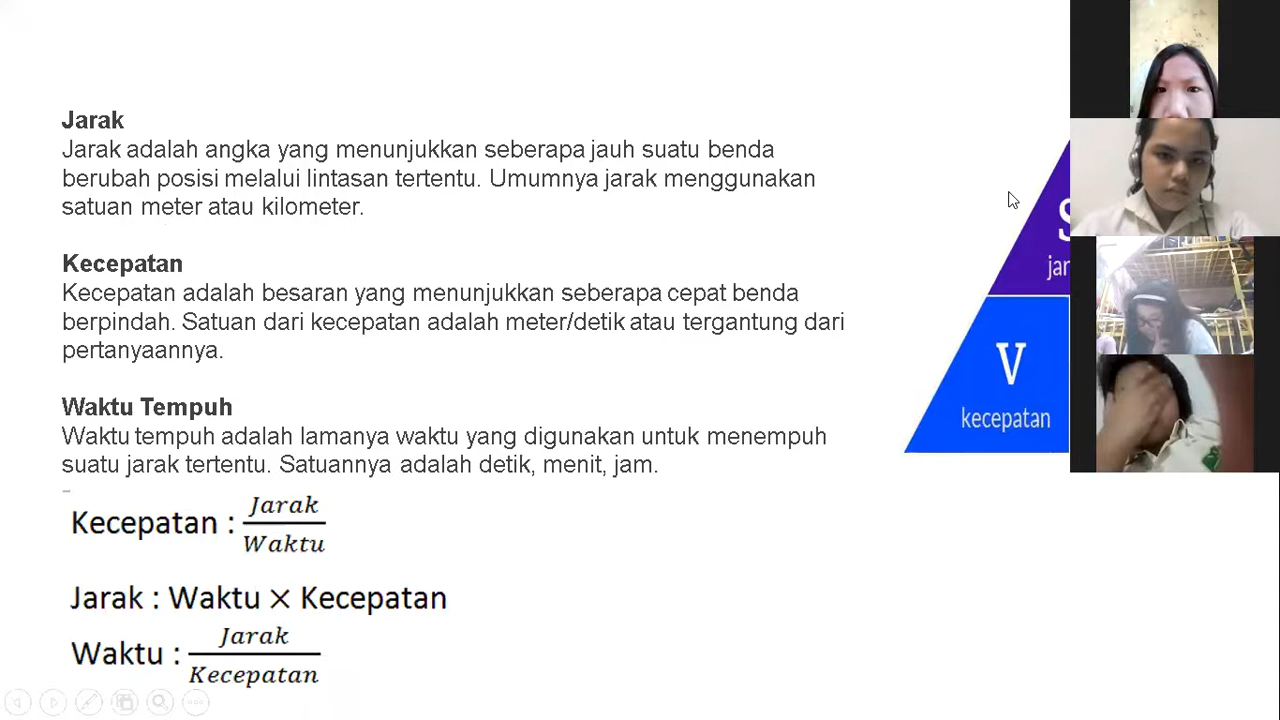 Jarak
Jarak adalah angka yang menunjukkan seberapa jauh suatu benda
berubah posisi melalui lintasan tertentu. Umumnya jarak menggunakan
satuan meter atau kilometer.
Kecepatan
Kecepatan adalah besaran yang menunjukkan seberapa cepat benda
berpindah. Satuan dari kecepatan adalah meter/detik atau tergantung dari
pertanyaannya.
Waktu Tempuh
Waktu tempuh adalah lamanya waktu yang digunakan untuk menempuh
suatu jarak tertentu. Satuannya adalah detik, menit, jam.
Kecepatan : Jarak
Waktu
Jarak : Waktu × Kecepatan
Waktu : Jarak
Kecepatan
V
kecepatan